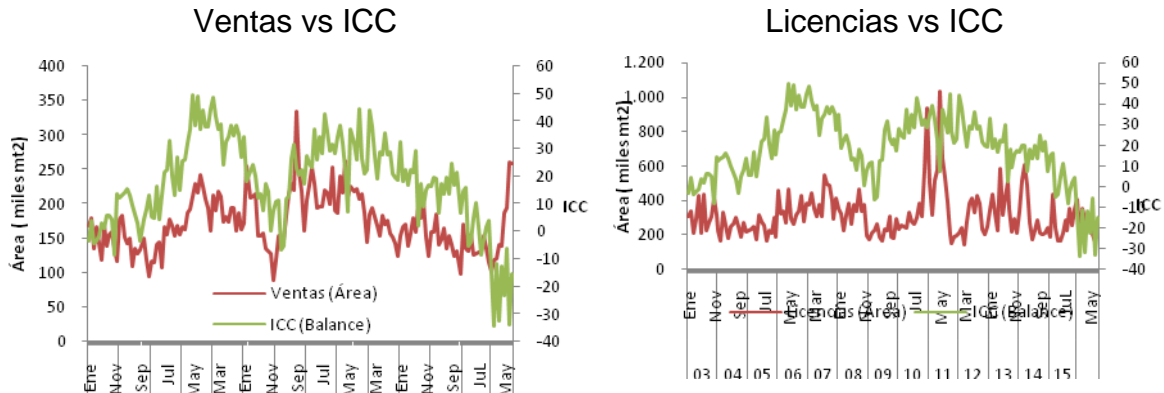 Ventas vs ICC
400
350
300
250
200
150
100
50
0
Área ( miles mt2)
60
50
40
30
20
10
0
-10
-20
-30
-40
ICC
Ventas (Área)
ICC (Balance)
Ene Nov Sep Jul May Mar Ene Nov Sep Jul May Mar Ene Nov Sep JuL May
Licencias vs ICC
1.200
1.000
800
600
400
200
0
Área ( miles mt2)
60
50
40
30
20
10
0
-10
-20
-30
-40
ICC
Licencias (Área)
ICC (Balance)
Ene Nov Sep Jul May Mar Ene Nov Sep Jul May Mar Ene Nov Sep JuL May
03 04 05 06 07 08 09 10 11 12 13 14 15